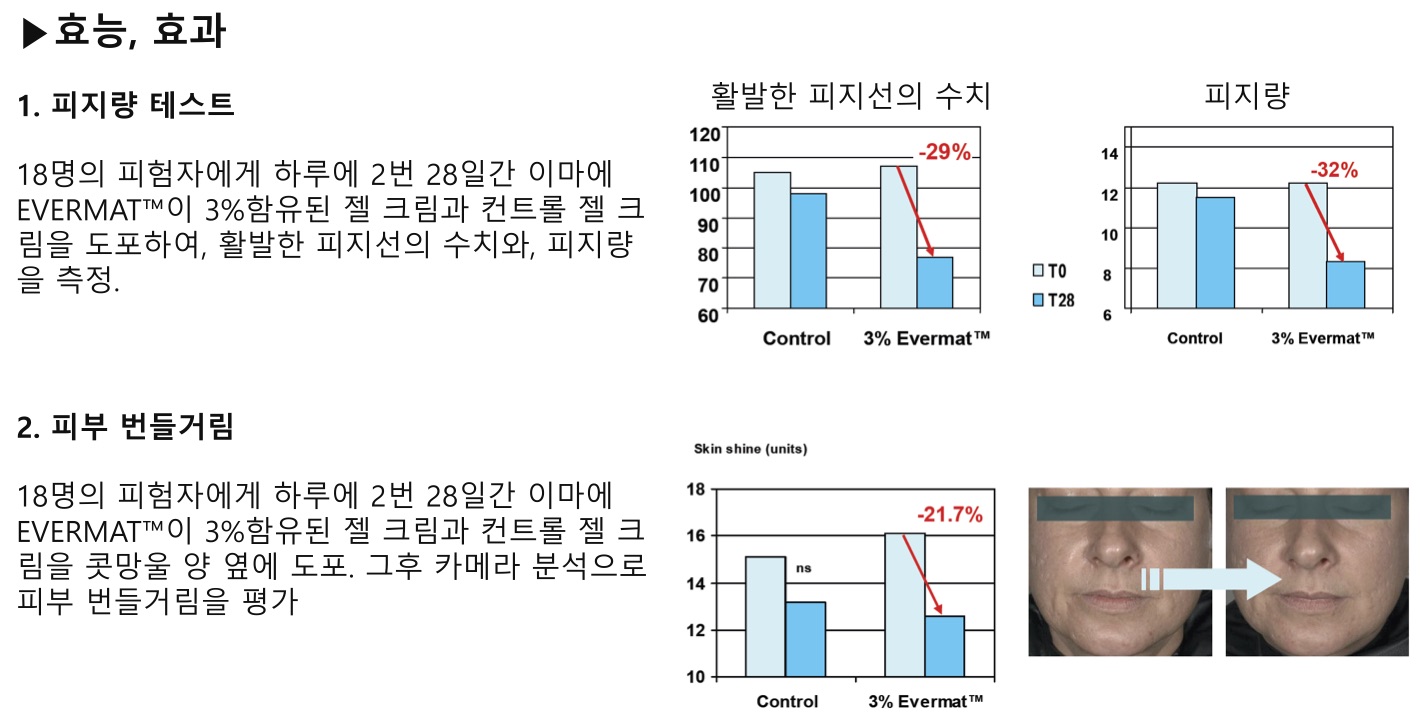 ▶효능, 효과
1. 피지량 테스트
18명의 피험자에게 하루에 2번 28일간 이마에
EVERMAT™이 3%함유된 젤 크림과 컨트롤 젤 크
림을 도포하여, 활발한 피지선의 수치와, 피지량
을 측정.
활발한 피지선의 수치
120
110
100
90
80
70
60
-29%
Control
3% Evermat™
T0
T28
피지량
14
12
10
8
6
-32%
Control
3% Evermat™
2. 피부 번들거림
18명의 피험자에게 하루에 2번 28일간 이마에
EVERMAT™이 3%함유된 젤 크림과 컨트롤 젤 크
림을 콧망울 양 옆에 도포. 그후 카메라 분석으로
피부 번들거림을 평가
Skin shine (units)
18
16
14
12
10
ns
-21.7%
Control
3% Evermat™